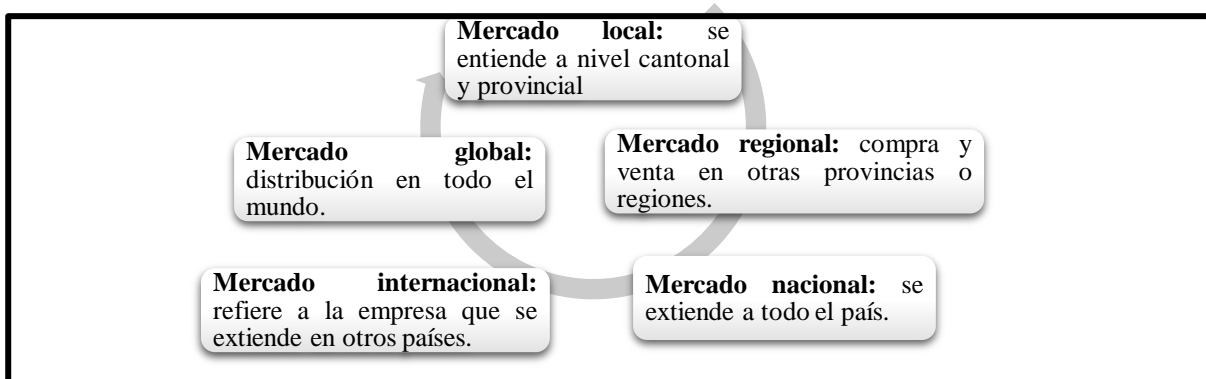 Mercado local: se
entiende a nivel cantonal
y provincial
Mercado regional: compra y
venta en otras provincias o
regiones.
Mercado nacional: se
extiende a todo el país.
Mercado internacional:
refiere a la empresa que se
extiende en otros países.
Mercado global:
distribución en todo el
mundo.